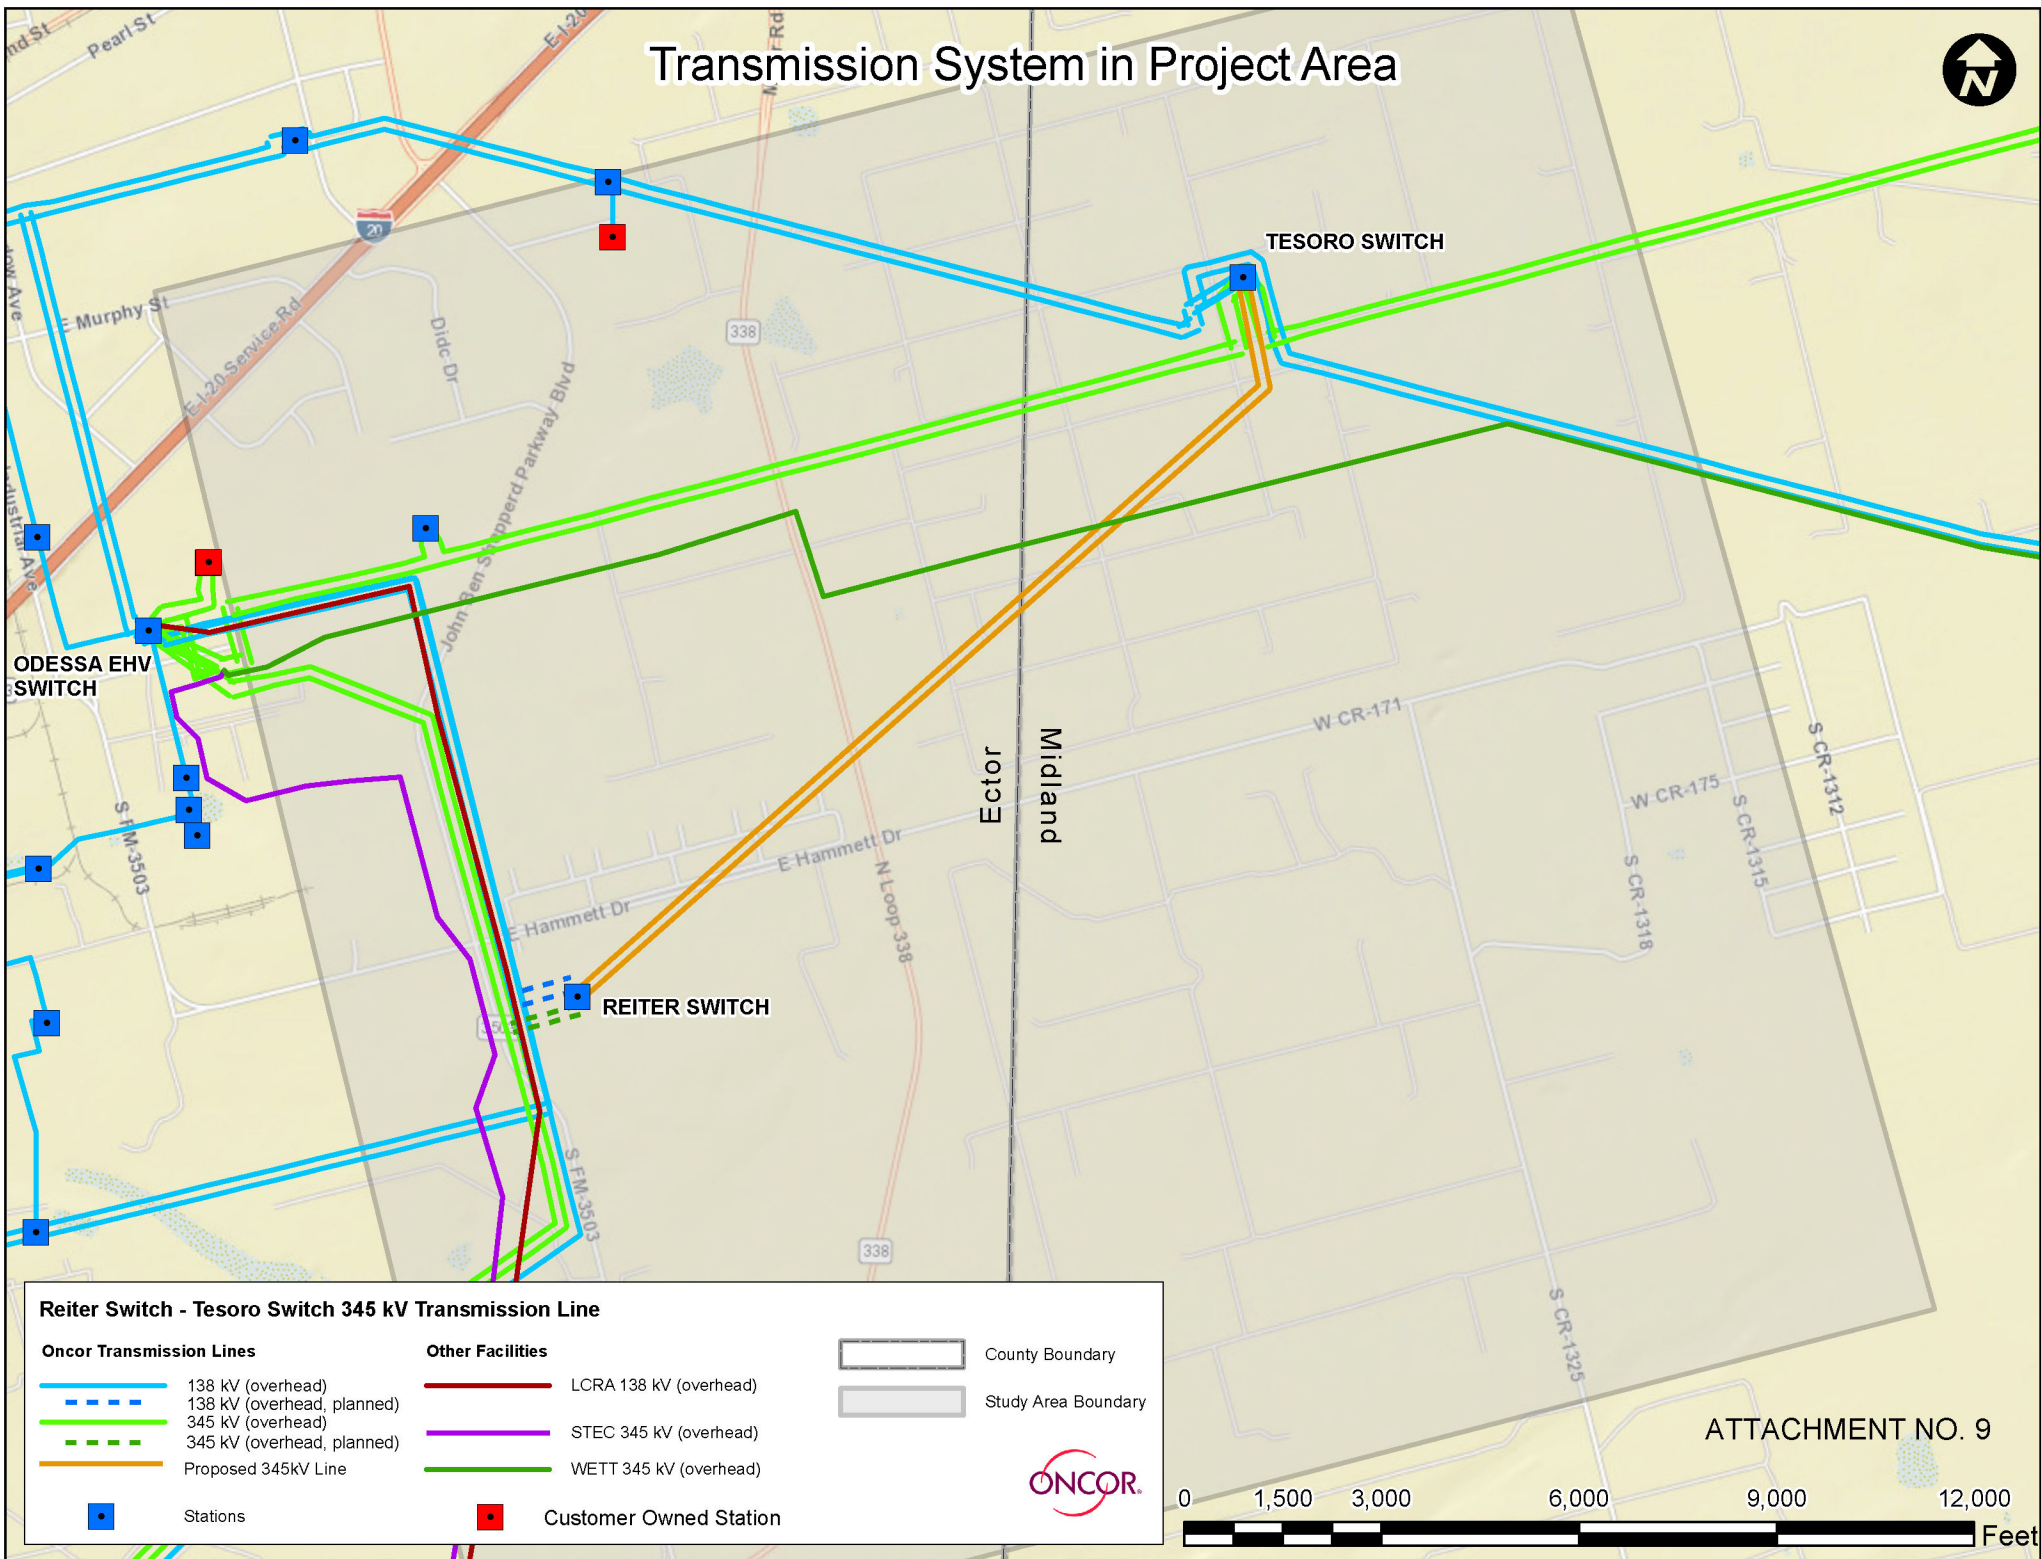 Transmission System in Project Area
N
Pearl St
E-I-20
20
E Murphy St
E-I-20-Service-Rd
Didc-Dr
John Ben Shepperd Parkway Blvd
338
TESORO SWITCH
Industrial-Ave
ODESSA EHV
SWITCH
W CR-171
Ector
Midland
S FM-3503
E Hammett Dr
E Hammett Dr
N Loop 338
W CR-175
S CR-1312
S CR-1315
S CR-1318
REITER SWITCH
S FM-3503
338
S CR-1325
Reiter Switch - Tesoro Switch 345 kV Transmission Line
Oncor Transmission Lines
138 kV (overhead)
138 kV (overhead, planned)
345 kV (overhead)
345 kV (overhead, planned)
Proposed 345kV Line
Stations
Other Facilities
LCRA 138 kV (overhead)
STEC 345 kV (overhead)
WETT 345 kV (overhead)
Customer Owned Station
County Boundary
Study Area Boundary
ONCOR
ATTACHMENT NO. 9
0 1,500 3,000 6,000 9,000 12,000
Feet